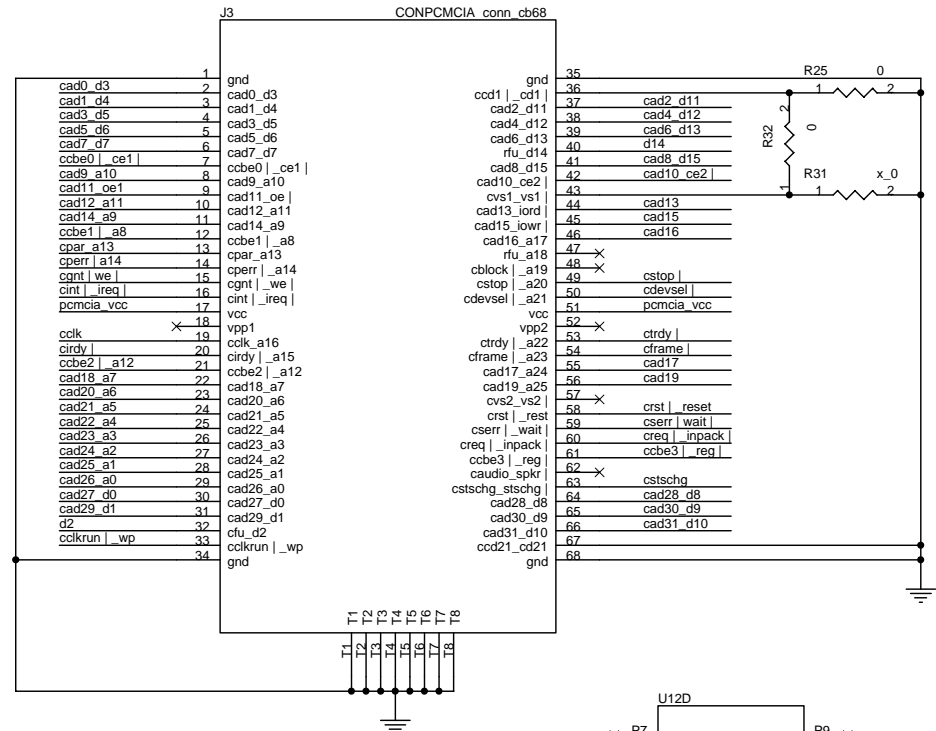 J3 CONPCMCIA conn_cb68
1 gnd gnd 35
cad0_d3 2 cad0_d3 ccd1 | _cd1 | 36
cad1_d4 3 cad1_d4 cad2_d11 37 cad2_d11
cad3_d5 4 cad3_d5 cad4_d12 38 cad4_d12
cad5_d6 5 cad5_d6 cad6_d13 39 cad6_d13
cad7_d7 6 cad7_d7 rfu_d14 40 d14
ccbe0 | _ce1 | 7 ccbe0 | _ce1 | cad8_d15 41 cad8_d15
cad9_a10 8 cad9_a10 cad10_ce2 | 42 cad10_ce2 |
cad11_oe1 9 cad11_oe | cvs1_vs1 | 43
cad12_a11 10 cad12_a11 cad13_iord | 44 cad13
cad14_a9 11 cad14_a9 cad15_iowr | 45 cad15
ccbe1 | _a8 12 ccbe1 | _a8 cad16_a17 46 cad16
cpar_a13 13 cpar_a13 rfu_a18 47
cperr | a14 14 cperr | _a14 cblock | _a19 48
cgnt | we | 15 cgnt | _we | cstop | _a20 49 cstop |
cint | _ireq | 16 cint | _ireq | cdevsel | _a21 50 cdevsel |
pcmcia_vcc 17 vcc vcc 51 pcmcia_vcc
18 vpp1 vpp2 52
cclk 19 cclk_a16 ctrdy | _a22 53 ctrdy |
cirdy | 20 cirdy | _a15 cframe | _a23 54 cframe |
ccbe2 | _a12 21 ccbe2 | _a12 cad17_a24 55 cad17
cad18_a7 22 cad18_a7 cad19_a25 56 cad19
cad20_a6 23 cad20_a6 cvs2_vs2 | 57
cad21_a5 24 cad21_a5 crst | _rest 58 crst | _reset
cad22_a4 25 cad22_a4 cserr | _wait | 59 cserr | wait |
cad23_a3 26 cad23_a3 creq | _inpack | 60 creq | _inpack |
cad24_a2 27 cad24_a2 ccbe3 | _reg | 61 ccbe3 | _reg |
cad25_a1 28 cad25_a1 caudio_spkr | 62
cad26_a0 29 cad26_a0 cstschg_stschg | 63 cstschg
cad27_d0 30 cad27_d0 cad28_d8 64 cad28_d8
cad29_d1 31 cad29_d1 cad30_d9 65 cad30_d9
d2 32 cfu_d2 cad31_d10 66 cad31_d10
cclkrun | _wp 33 cclkrun | _wp ccd21_cd21 67
34 gnd gnd 68
R25 0
1 2
R32 0
2 1
R31 x_0
1 2
T1 T2 T3 T4 T5 T6 T7 T8
T1 T2 T3 T4 T5 T6 T7 T8
U12D